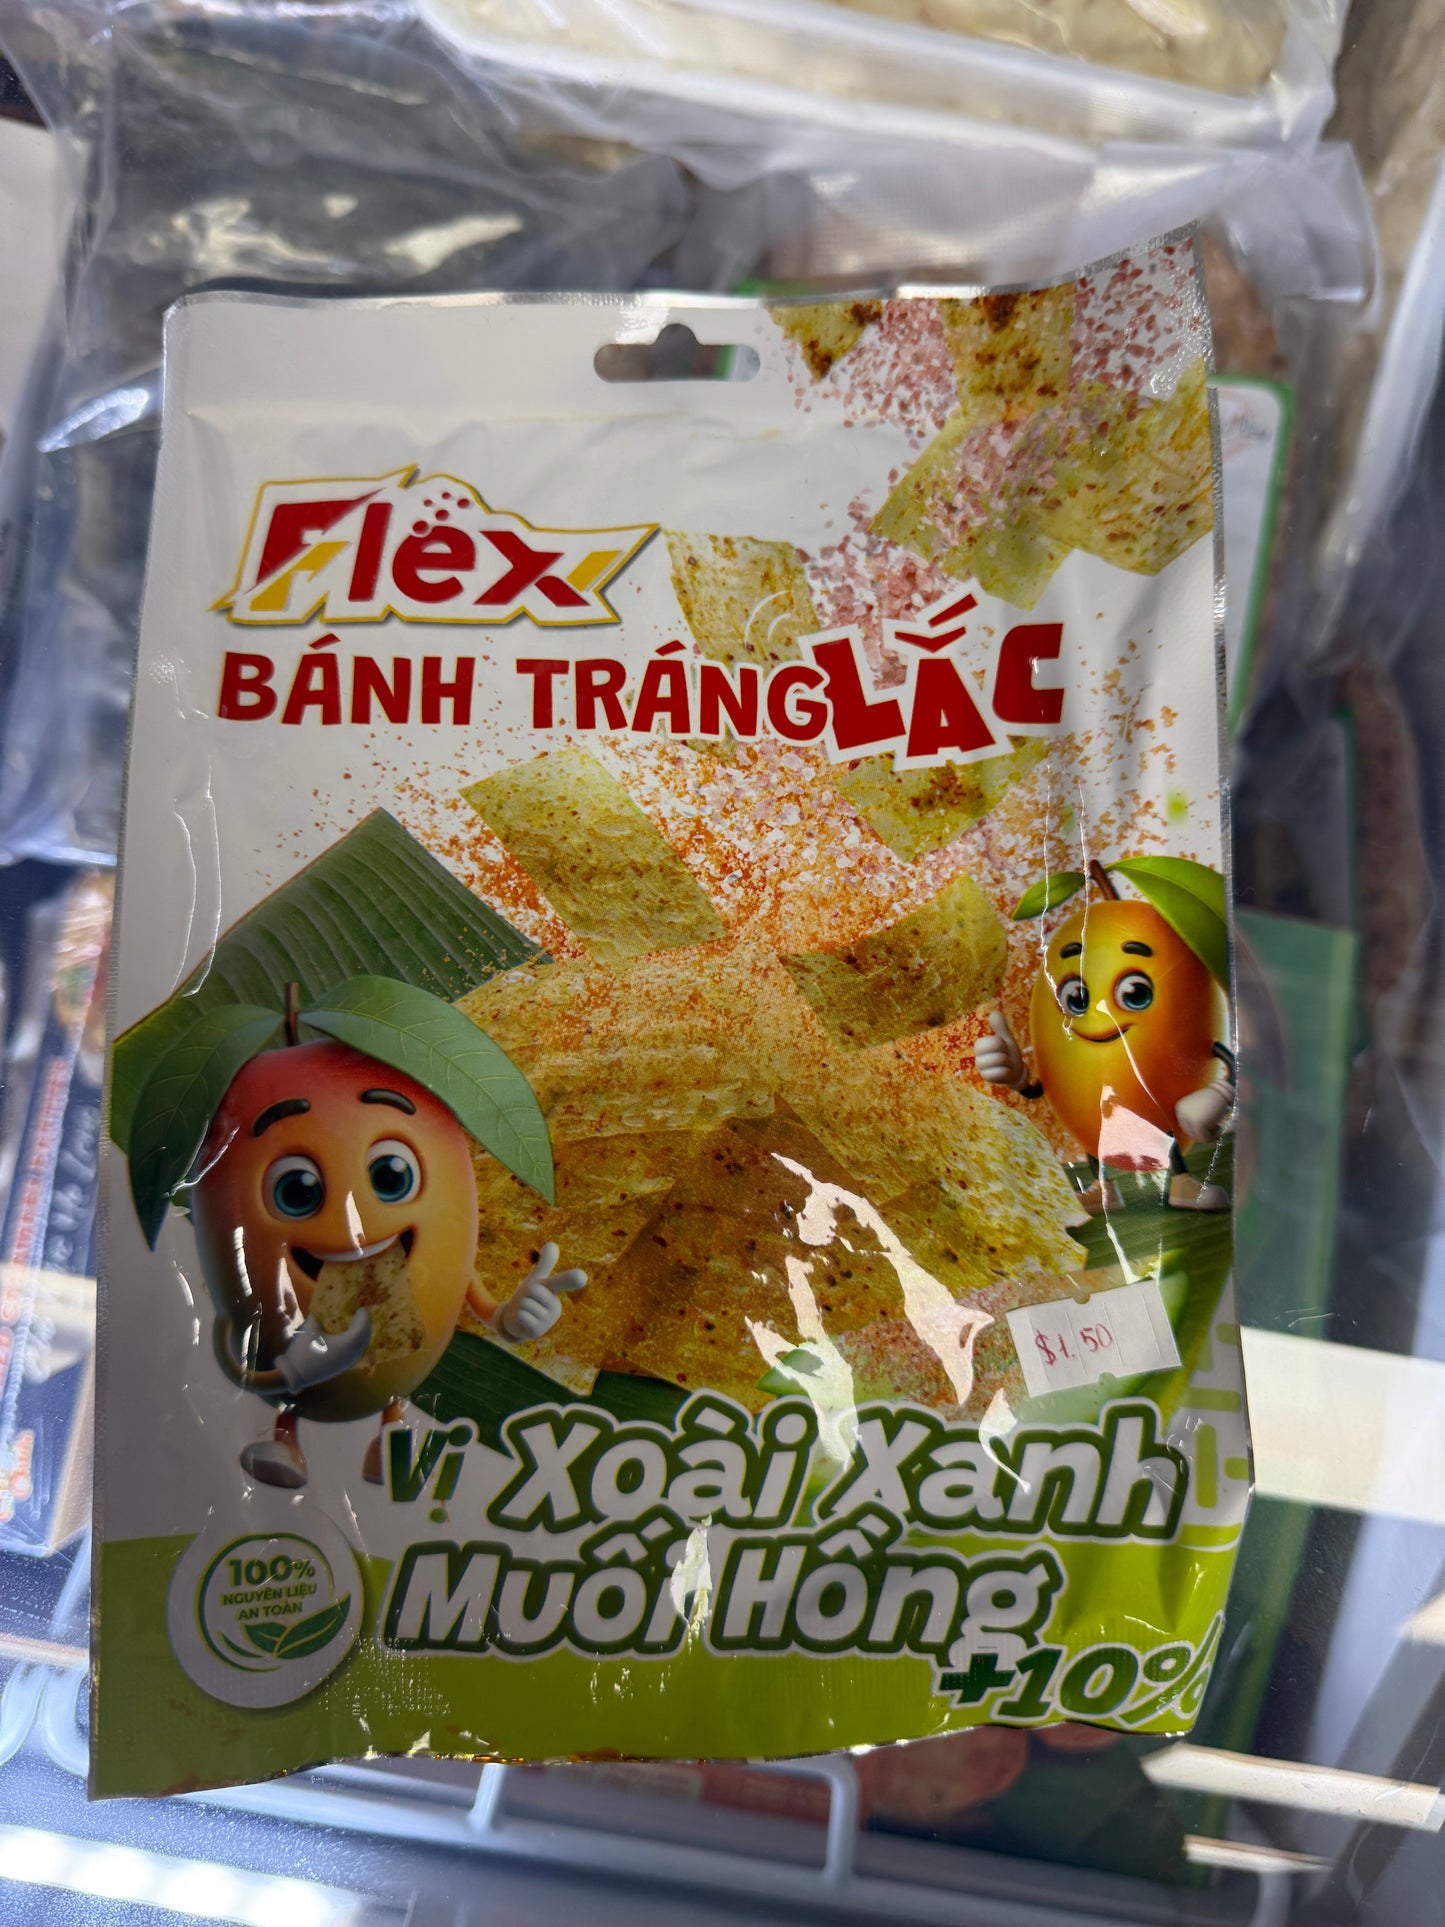 Flex
BÁNH TRÁNG LẮC
$1.50
Vị Xoài Xanh
Muối Hồng
+10%
100%
NGUYÊN LIỆU
AN TOÀN